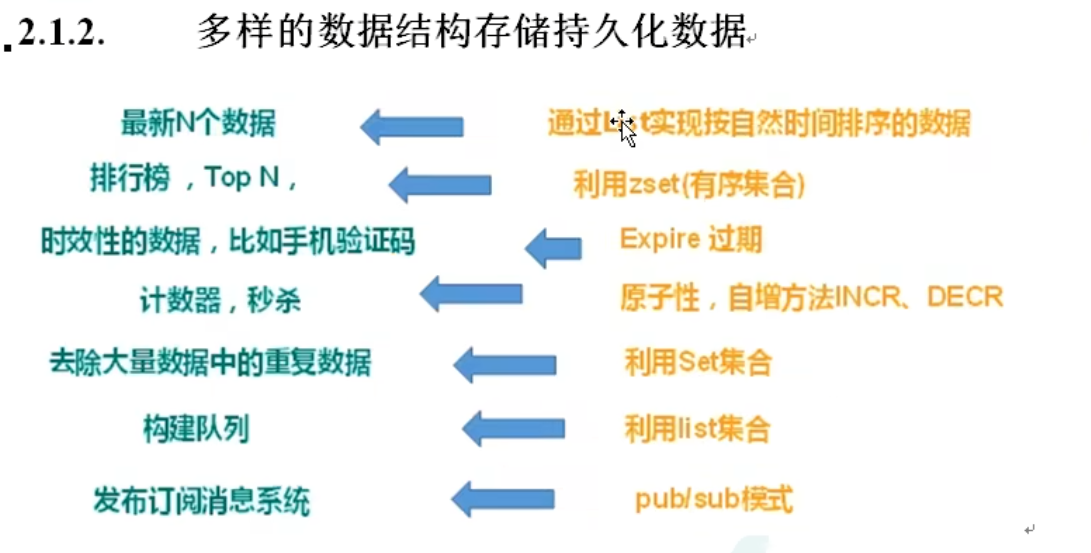 2.1.2. 多样的数据结构存储持久化数据
最新N个数据 通过List实现按自然时间排序的数据
排行榜，Top N， 利用zset(有序集合)
时效性的数据，比如手机验证码 Expire 过期
计数器，秒杀 原子性，自增方法INCR、DECR
去除大量数据中的重复数据 利用Set集合
构建队列 利用list集合
发布订阅消息系统 pub/sub模式